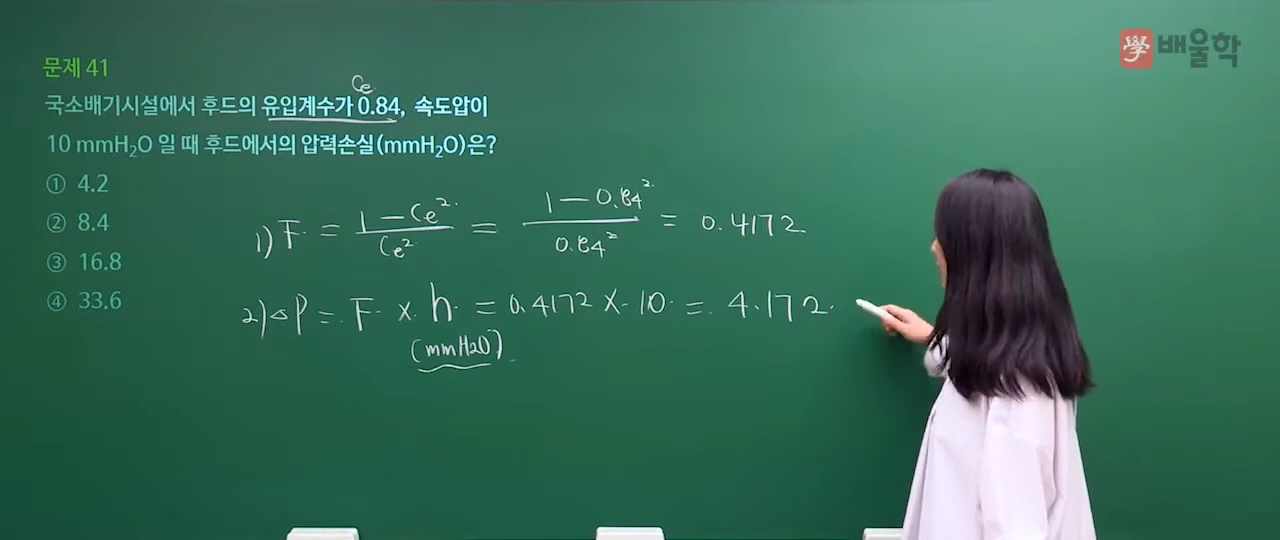 學 배울학
문제 41
Ce
국소배기시설에서 후드의 유입계수가 0.84, 속도압이
10 mmH₂O 일 때 후드에서의 압력손실(mmH₂O)은?
① 4.2
② 8.4
③ 16.8
④ 33.6
1) F = (1 - Ce²) / Ce² = (1 - 0.84²) / 0.84² = 0.4172
2) △P = F × h = 0.4172 × 10 = 4.172
(mmH2O)